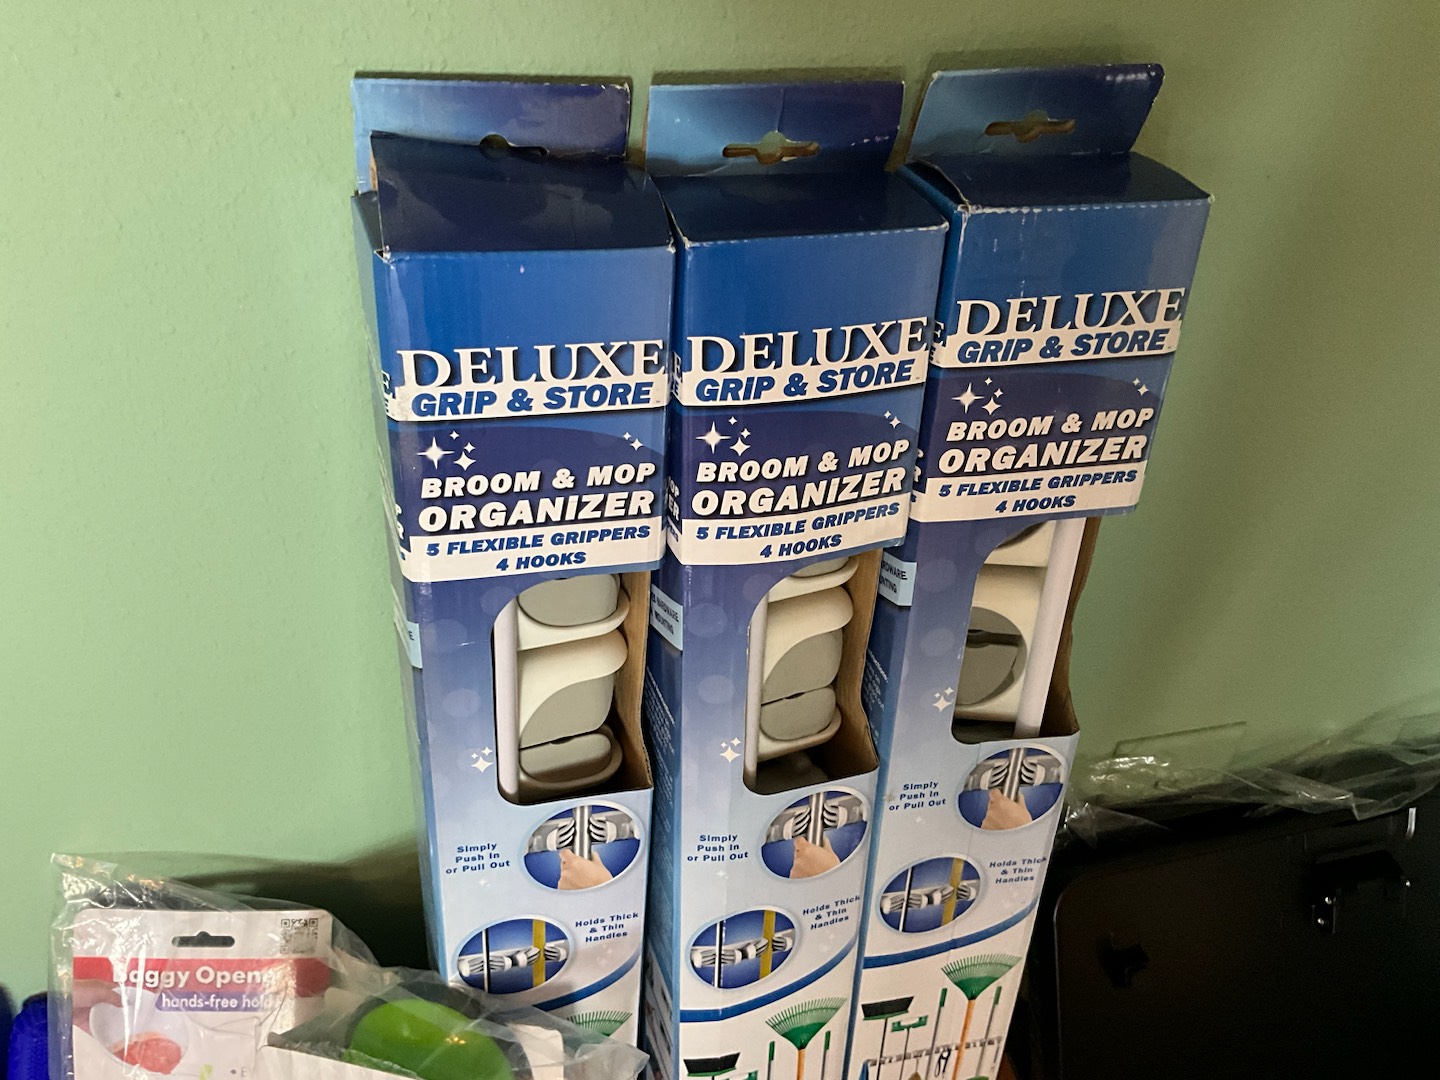 DELUXE
GRIP & STORE
BROOM & MOP
ORGANIZER
5 FLEXIBLE GRIPPERS
4 HOOKS
Simply
Push In
or Pull Out
Holds Thick
& Thin
Handles
DELUXE
GRIP & STORE
BROOM & MOP
ORGANIZER
5 FLEXIBLE GRIPPERS
4 HOOKS
Simply
Push In
or Pull Out
Holds Thick
& Thin
Handles
DELUXE
GRIP & STORE
BROOM & MOP
ORGANIZER
5 FLEXIBLE GRIPPERS
4 HOOKS
Simply
Push In
or Pull Out
Holds Thick
& Thin
Handles
Baggy Opene
hands-free hold